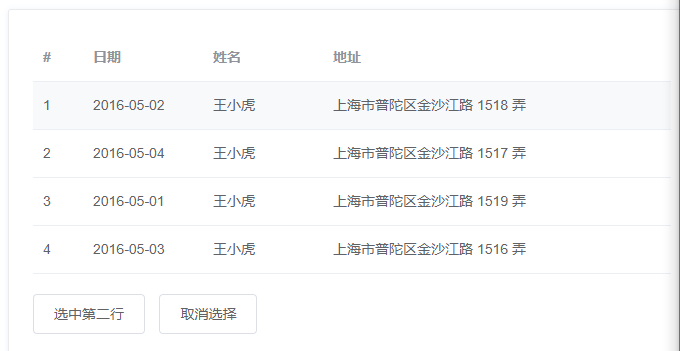 # 日期 姓名 地址
1 2016-05-02 王小虎 上海市普陀区金沙江路 1518 弄
2 2016-05-04 王小虎 上海市普陀区金沙江路 1517 弄
3 2016-05-01 王小虎 上海市普陀区金沙江路 1519 弄
4 2016-05-03 王小虎 上海市普陀区金沙江路 1516 弄
选中第二行 取消选择